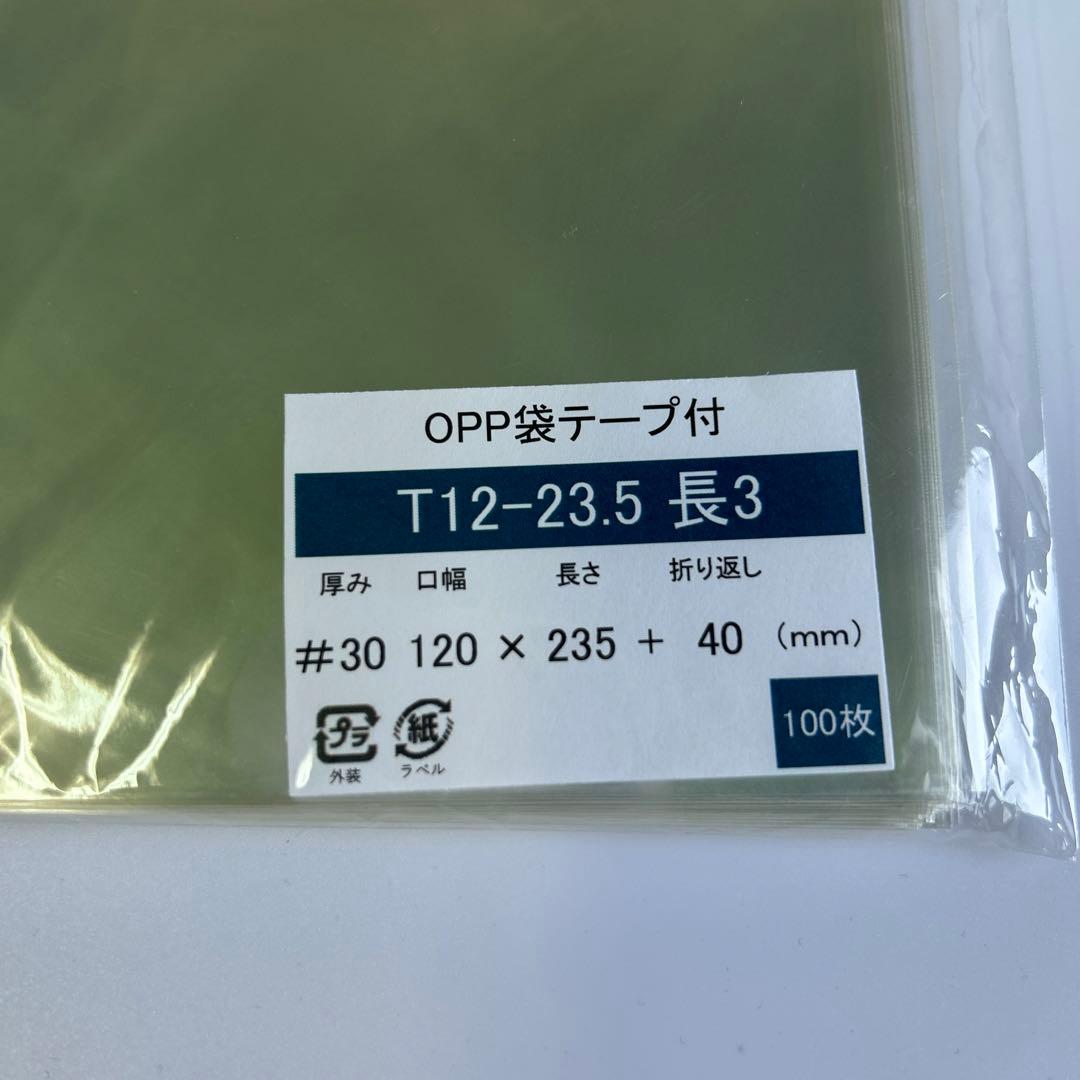 OPP袋テープ付
T12-23.5 長3
厚み 口幅 長さ 折り返し
#30 120 × 235 + 40 (mm)
プラ 紙
外装 ラベル
100枚